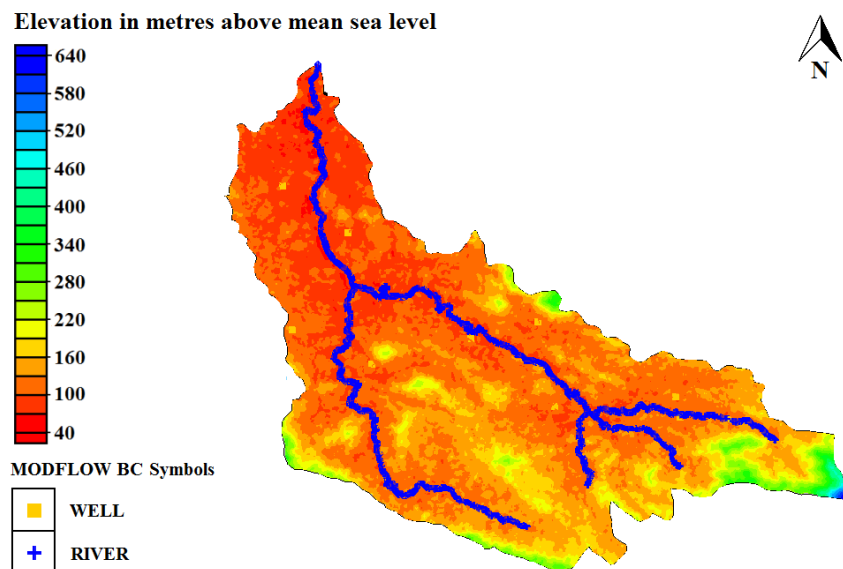 Elevation in metres above mean sea level
640
580
520
460
400
340
280
220
160
100
40
N
MODFLOW BC Symbols
WELL
RIVER